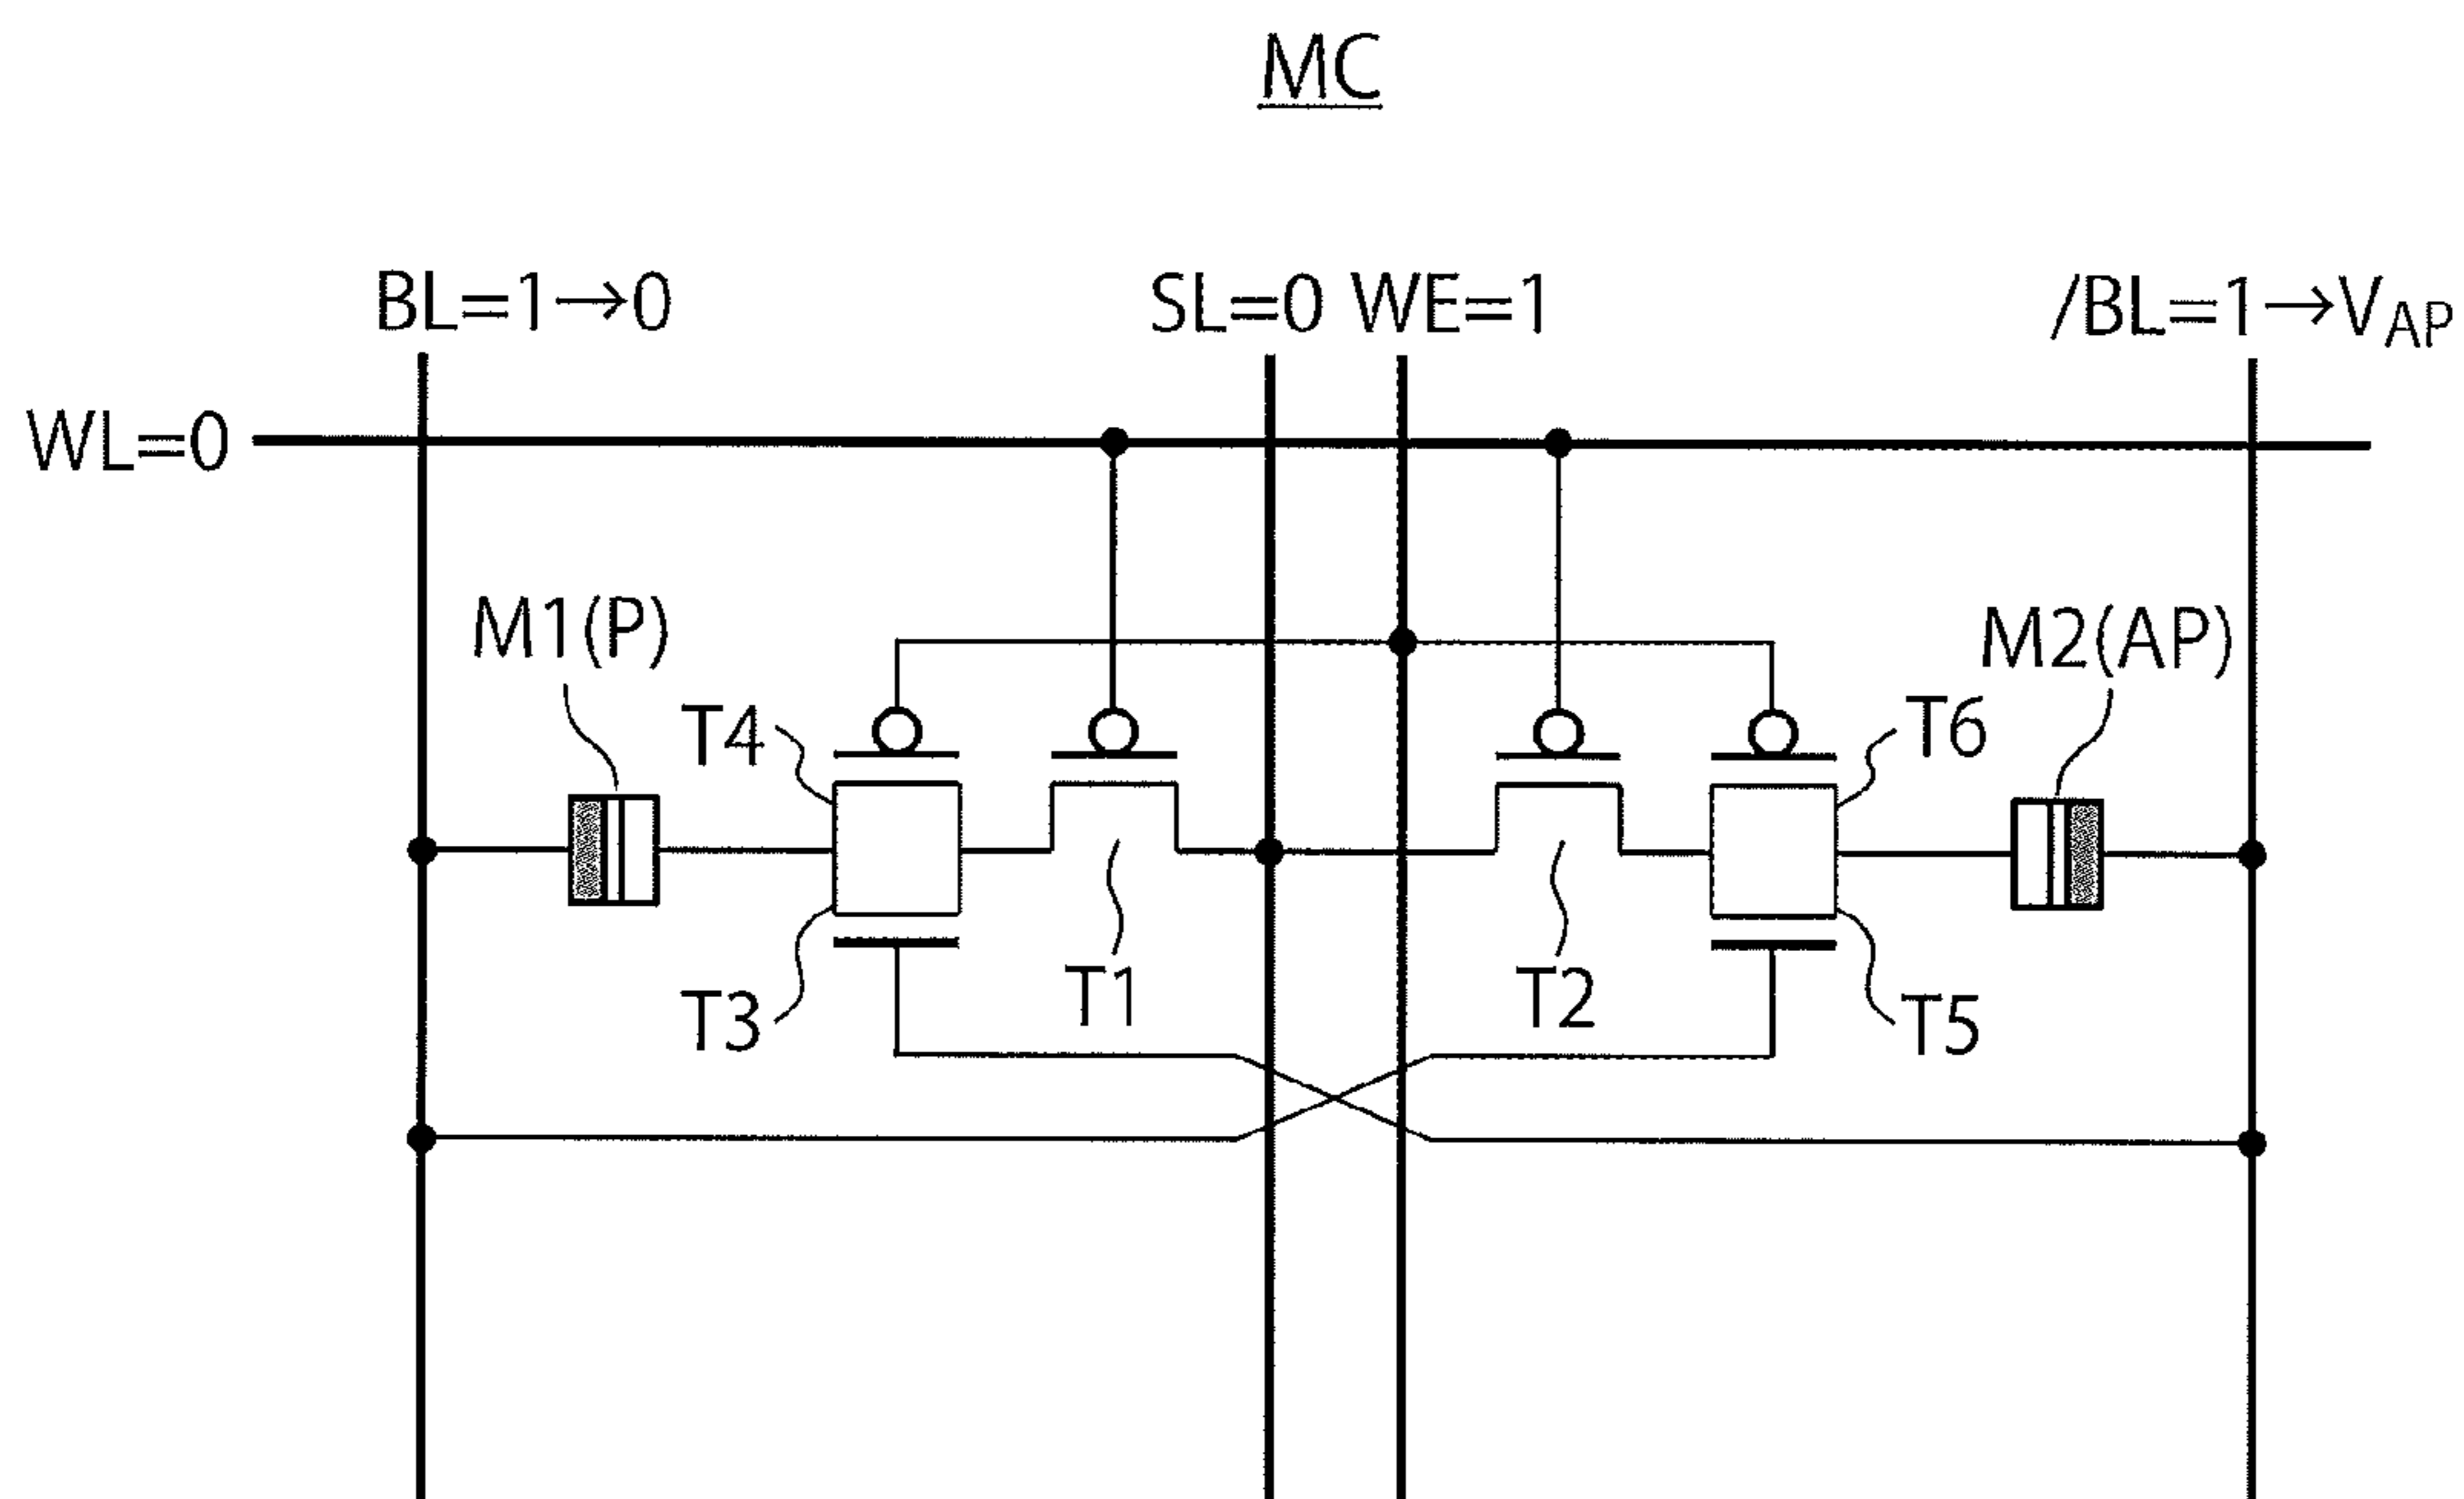 MC
BL=1→0 SL=0 WE=1 /BL=1→VAP
WL=0
M1(P) M2(AP)
T4 T6
T3 T1 T2 T5